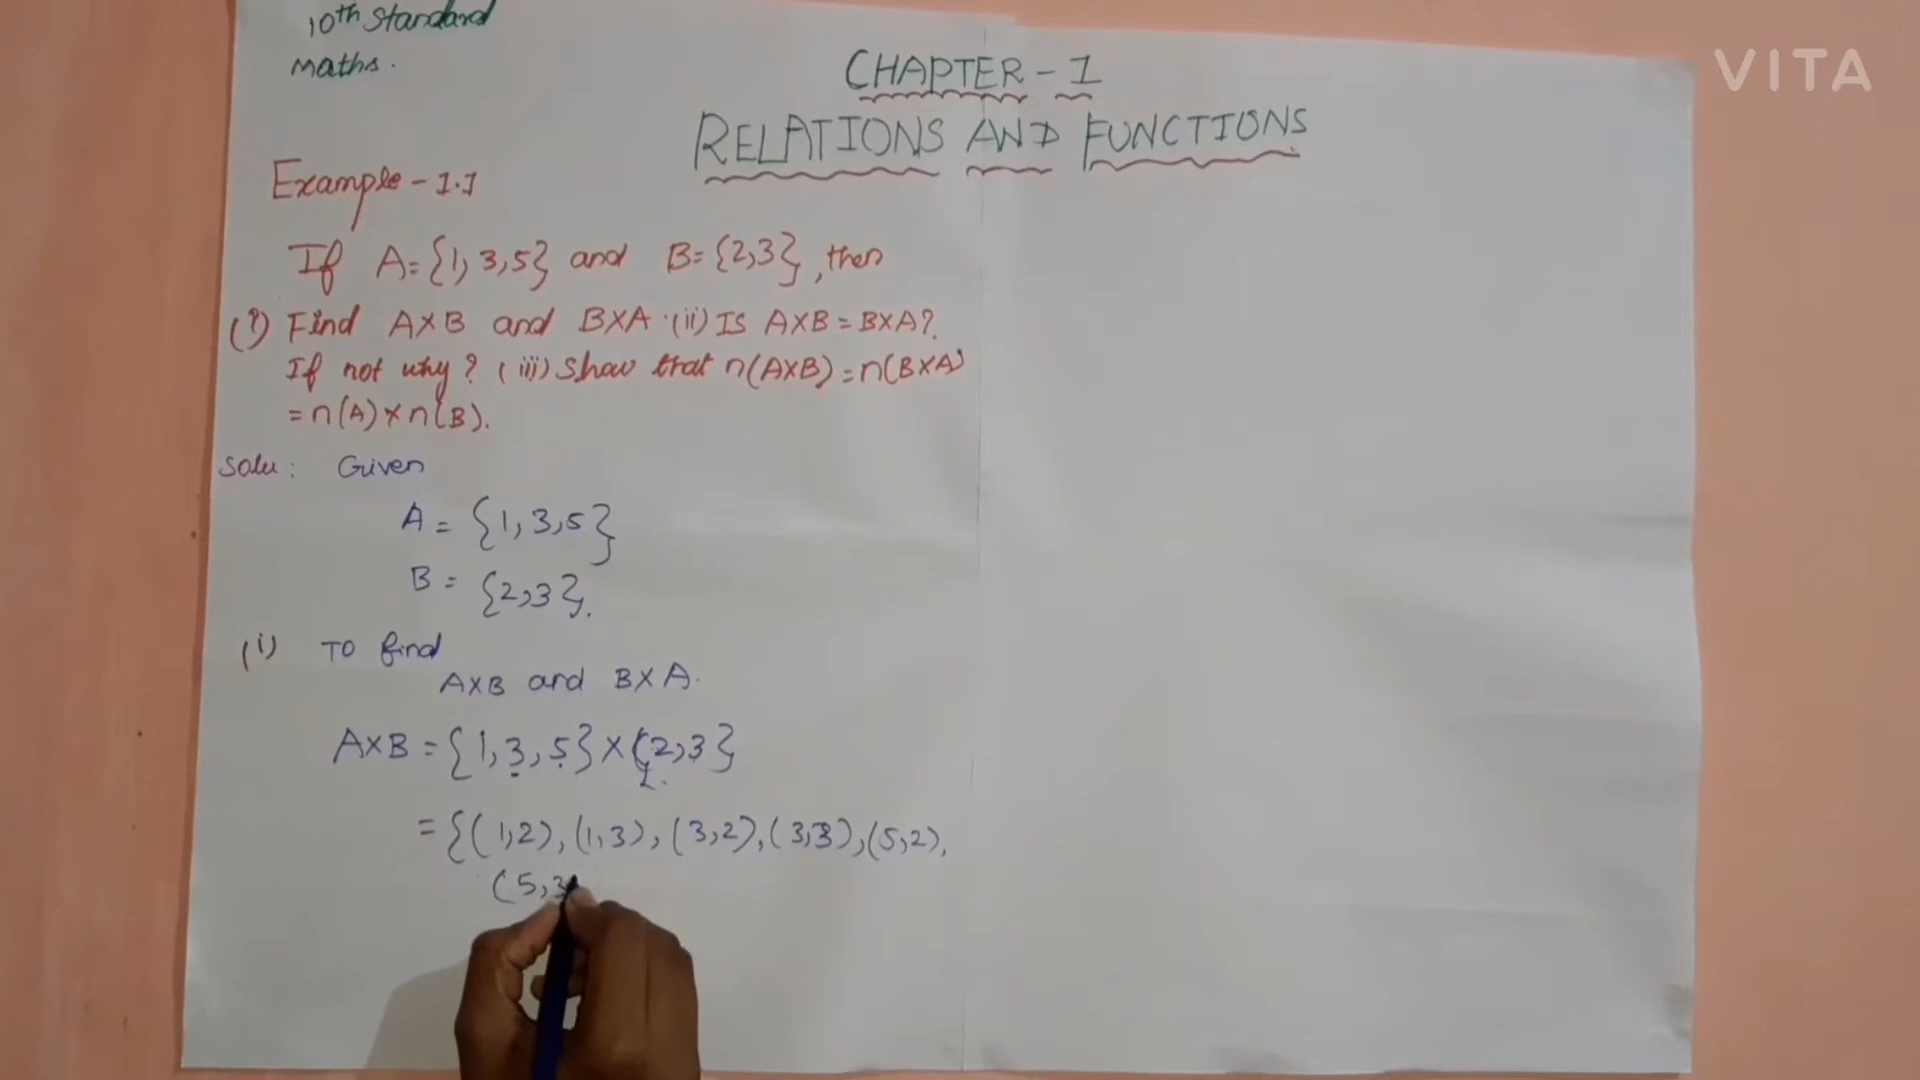 10th Standard
Maths.
VITA
CHAPTER - 1
RELATIONS AND FUNCTIONS
Example - 1.1
If A = {1, 3, 5} and B = {2, 3}, then
(i) Find A×B and B×A. (ii) Is A×B = B×A?
If not why? (iii) Show that n(A×B) = n(B×A)
= n(A) × n(B).
Solu : Given
A = {1, 3, 5}
B = {2, 3}.
(i) To find
A×B and B×A.
A×B = {1, 3, 5} × {2, 3}
= {(1,2), (1,3), (3,2), (3,3), (5,2),
(5,3